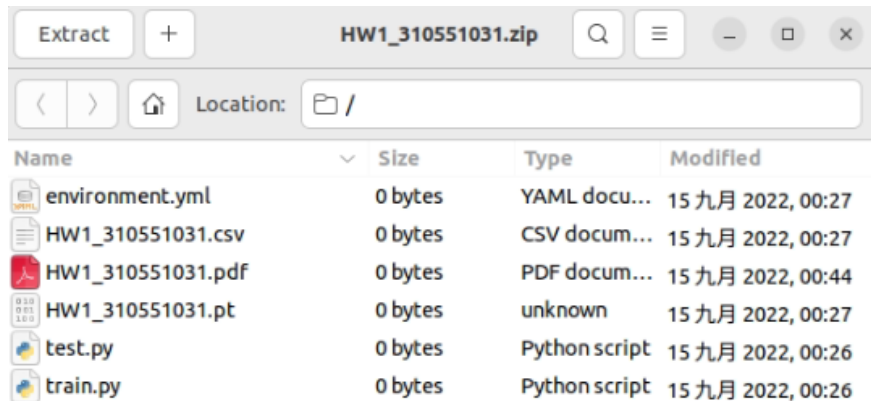 Extract + HW1_310551031.zip
Location: /
Name Size Type Modified
environment.yml 0 bytes YAML docu... 15 九月 2022, 00:27
HW1_310551031.csv 0 bytes CSV docum... 15 九月 2022, 00:27
HW1_310551031.pdf 0 bytes PDF docum... 15 九月 2022, 00:44
HW1_310551031.pt 0 bytes unknown 15 九月 2022, 00:27
test.py 0 bytes Python script 15 九月 2022, 00:26
train.py 0 bytes Python script 15 九月 2022, 00:26